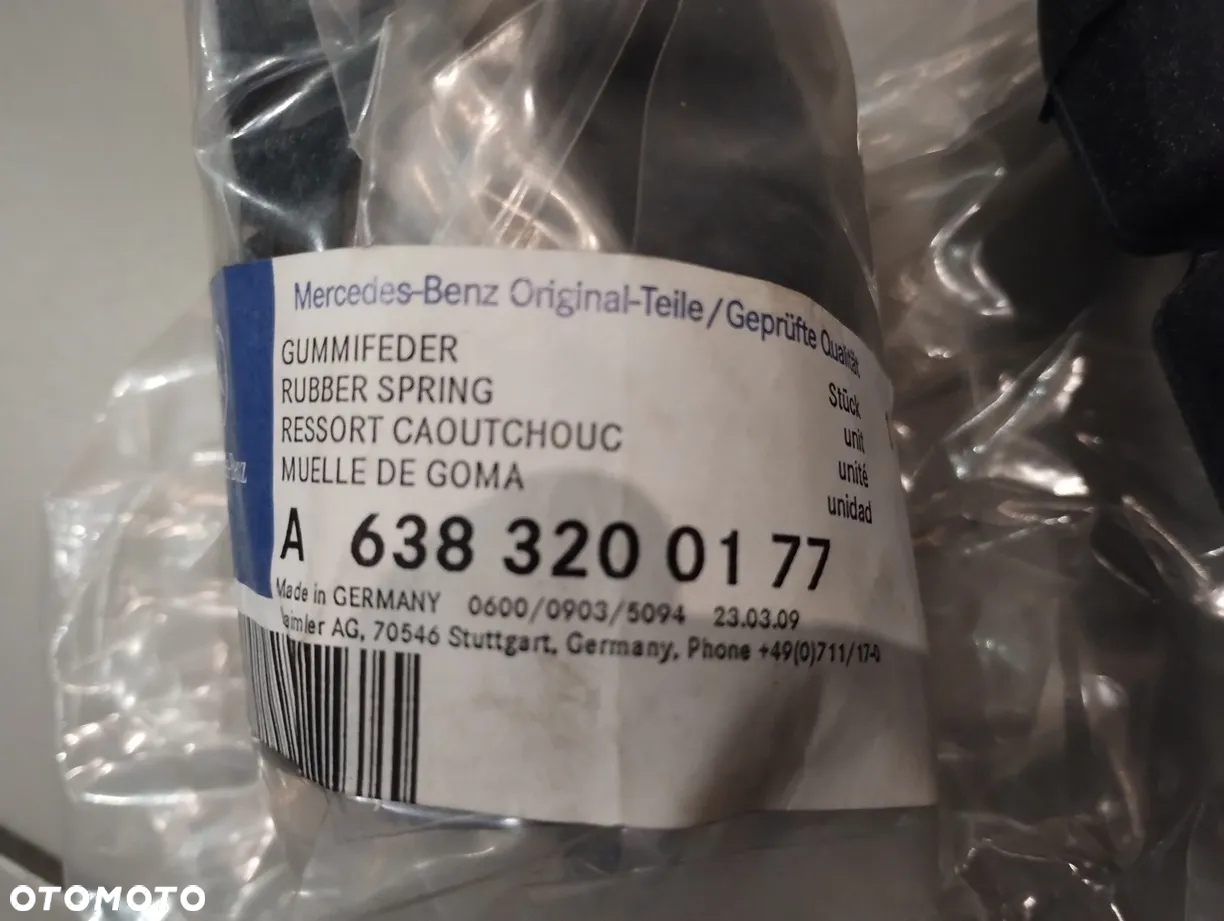 Mercedes-Benz Original-Teile/Geprüfte Qualität
GUMMIFEDER
RUBBER SPRING
RESSORT CAOUTCHOUC
MUELLE DE GOMA
Stück
unit
unité
unidad
A 638 320 01 77
Made in GERMANY 0600/0903/5094 23.03.09
Daimler AG, 70546 Stuttgart, Germany, Phone +49(0)711/17-0
OTOMOTO